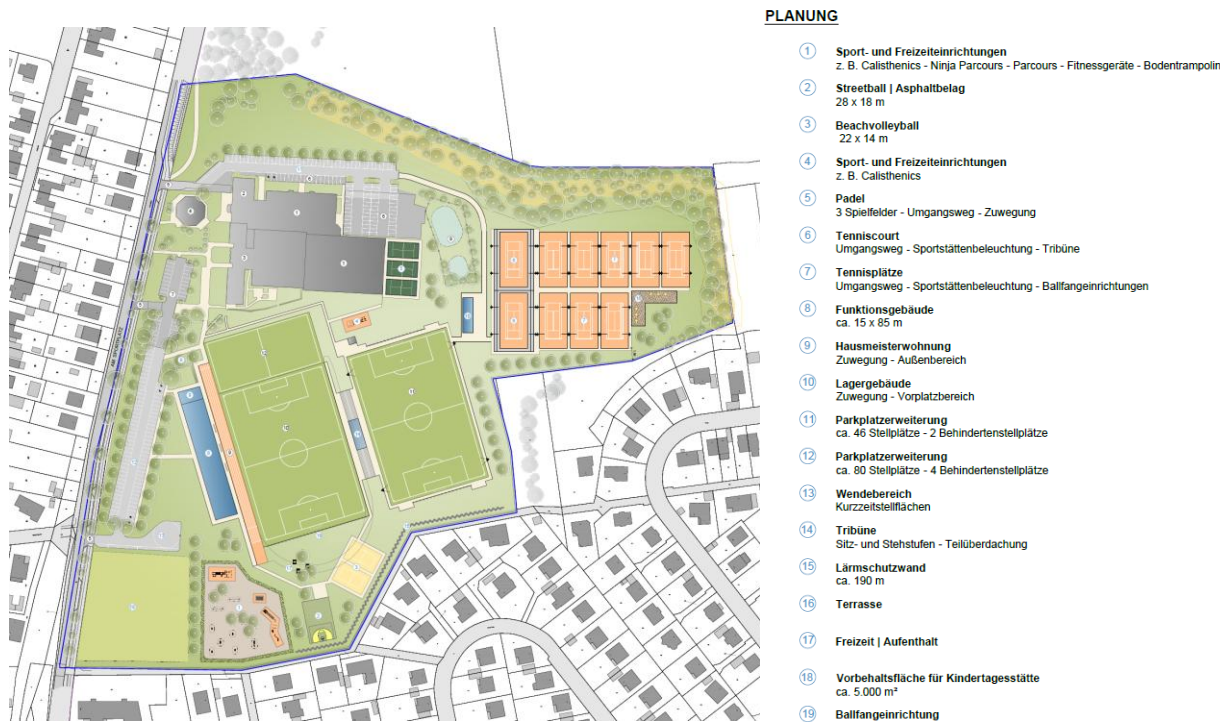 PLANUNG
1 Sport- und Freizeiteinrichtungen
z. B. Calisthenics - Ninja Parcours - Parcours - Fitnessgeräte - Bodentrampolin
2 Streetball | Asphaltbelag
28 x 18 m
3 Beachvolleyball
22 x 14 m
4 Sport- und Freizeiteinrichtungen
z. B. Calisthenics
5 Padel
3 Spielfelder - Umgangsweg - Zuwegung
6 Tenniscourt
Umgangsweg - Sportstättenbeleuchtung - Tribüne
7 Tennisplätze
Umgangsweg - Sportstättenbeleuchtung - Ballfangeinrichtungen
8 Funktionsgebäude
ca. 15 x 85 m
9 Hausmeisterwohnung
Zuwegung - Außenbereich
10 Lagergebäude
Zuwegung - Vorplatzbereich
11 Parkplatzerweiterung
ca. 46 Stellplätze - 2 Behindertenstellplätze
12 Parkplatzerweiterung
ca. 80 Stellplätze - 4 Behindertenstellplätze
13 Wendebereich
Kurzzeitstellflächen
14 Tribüne
Sitz- und Stehstufen - Teilüberdachung
15 Lärmschutzwand
ca. 190 m
16 Terrasse
17 Freizeit | Aufenthalt
18 Vorbehaltsfläche für Kindertagesstätte
ca. 5.000 m²
19 Ballfangeinrichtung
AM SPORTPLATZ